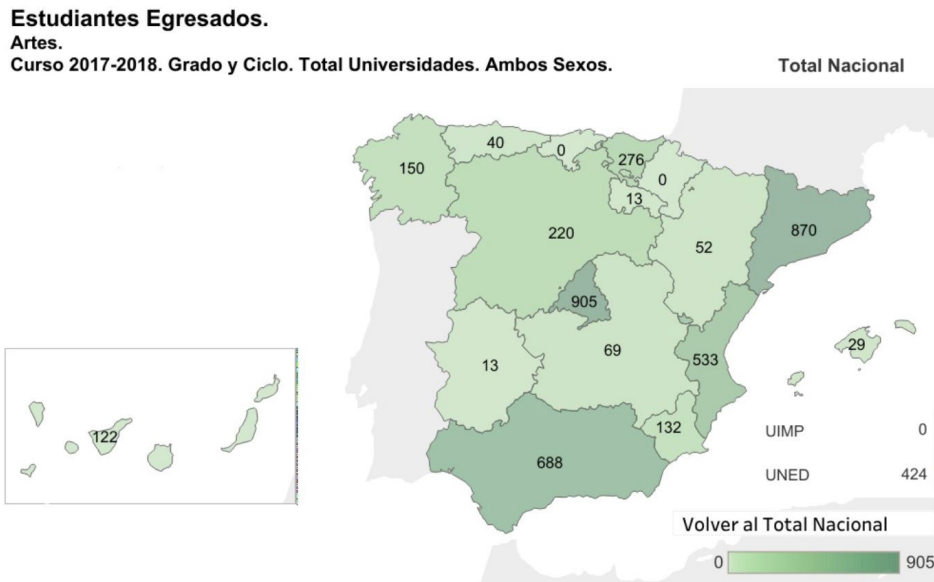 Estudiantes Egresados.
Artes.
Curso 2017-2018. Grado y Ciclo. Total Universidades. Ambos Sexos.
Total Nacional
40
0
150
276
0
13
220
52
870
905
69
533
29
13
122
132
688
UIMP 0
UNED 424
Volver al Total Nacional
0 905